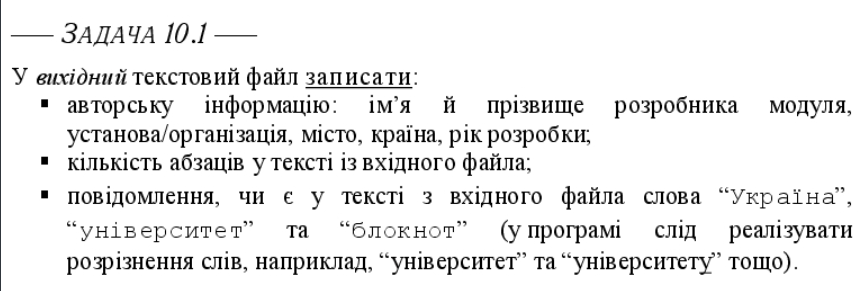 — ЗАДАЧА 10.1 —
У вихідний текстовий файл записати:
▪ авторську інформацію: ім’я й прізвище розробника модуля,
установа/організація, місто, країна, рік розробки;
▪ кількість абзаців у тексті із вхідного файла;
▪ повідомлення, чи є у тексті з вхідного файла слова “Україна”,
“університет” та “блокнот” (у програмі слід реалізувати
розрізнення слів, наприклад, “університет” та “університету” тощо).